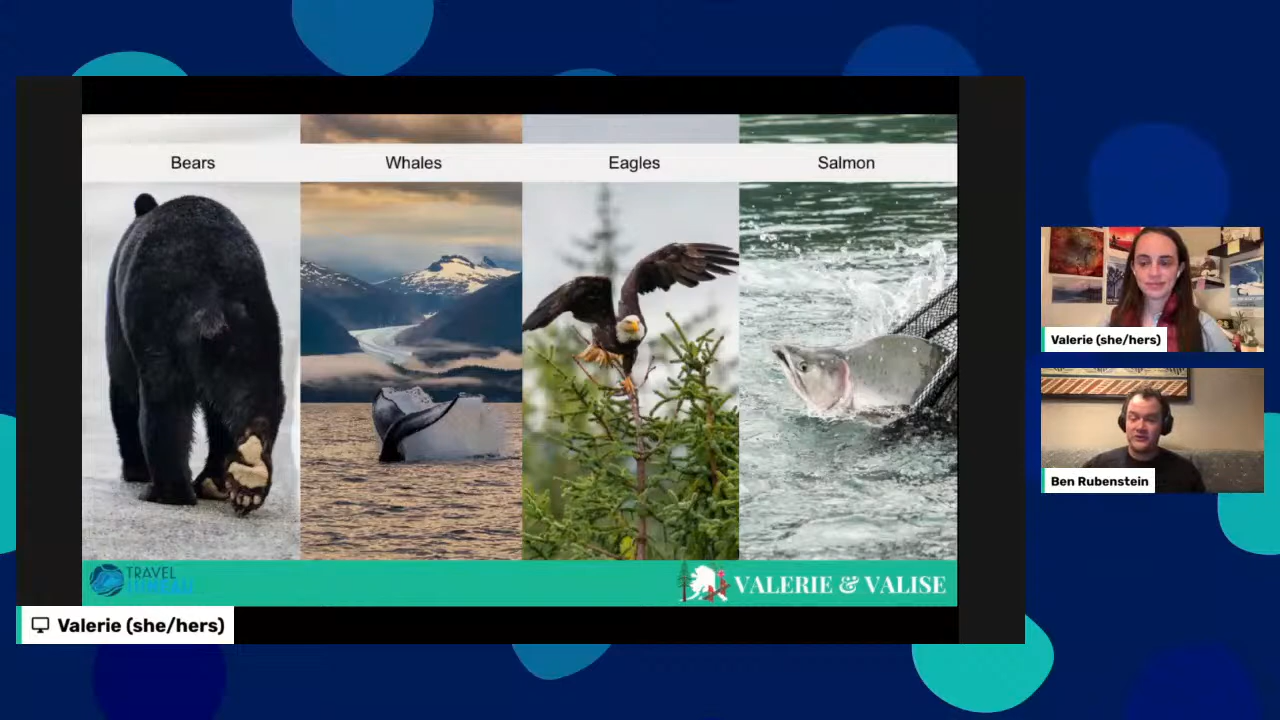 Bears
Whales
Eagles
Salmon
TRAVEL
VALERIE & VALISE
Valerie (she/hers)
Valerie (she/hers)
Ben Rubenstein